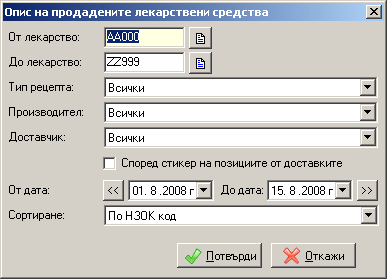 Опис на продадените лекарствени средства
От лекарство: AA000
До лекарство: ZZ999
Тип рецепта: Всички
Производител: Всички
Доставчик: Всички
Според стикер на позициите от доставките
От дата: << 01. 8 .2008 г До дата: 15. 8 .2008 г >>
Сортиране: По НЗОК код
Потвърди Откажи